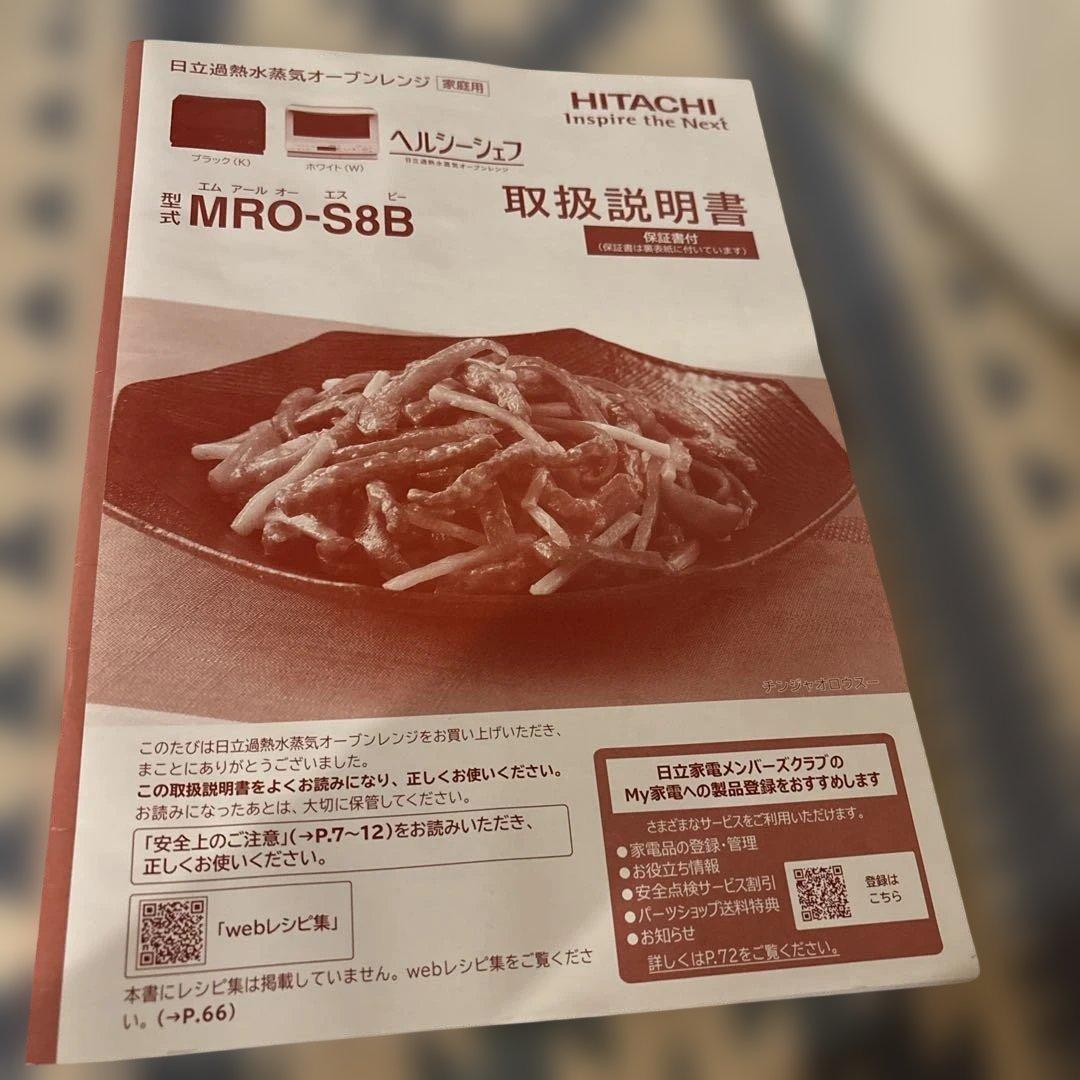 日立過熱水蒸気オーブンレンジ 家庭用
HITACHI
Inspire the Next
ブラック(K)
ホワイト(W)
ヘルシーシェフ
日立過熱水蒸気オーブンレンジ
エム アール オー エス ビー
型式 MRO-S8B
取扱説明書
保証書付
(保証書は裏表紙に付いています)
チンジャオロウスー
このたびは日立過熱水蒸気オーブンレンジをお買い上げいただき、
まことにありがとうございました。
この取扱説明書をよくお読みになり、正しくお使いください。
お読みになったあとは、大切に保管してください。
「安全上のご注意」(→P.7~12)をお読みいただき、
正しくお使いください。
「webレシピ集」
本書にレシピ集は掲載していません。webレシピ集をご覧くださ
い。(→P.66)
日立家電メンバーズクラブの
My家電への製品登録をおすすめします
さまざまなサービスをご利用いただけます。
●家電品の登録・管理
●お役立ち情報
●安全点検サービス割引
●パーツショップ送料特典
●お知らせ
登録は
こちら
詳しくはP.72をご覧ください。